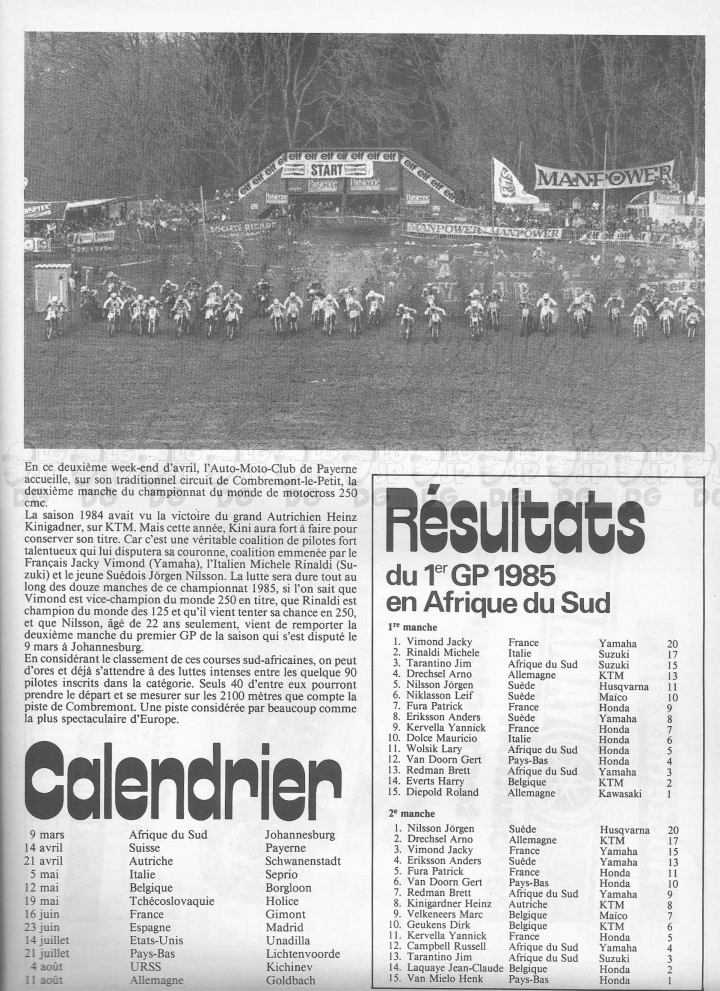 elf elf elf elf elf elf elf elf
START
CHAMPION
MANPOWER
SOCIETE RICARD
MANPOWER MANPOWER
elf elf elf
En ce deuxième week-end d'avril, l'Auto-Moto-Club de Payerne
accueille, sur son traditionnel circuit de Combremont-le-Petit, la
deuxième manche du championnat du monde de motocross 250
cmc.
La saison 1984 avait vu la victoire du grand Autrichien Heinz
Kinigadner, sur KTM. Mais cette année, Kini aura fort à faire pour
conserver son titre. Car c'est une véritable coalition de pilotes fort
talentueux qui lui disputera sa couronne, coalition emmenée par le
Français Jacky Vimond (Yamaha), l'Italien Michele Rinaldi (Su-
zuki) et le jeune Suédois Jörgen Nilsson. La lutte sera dure tout au
long des douze manches de ce championnat 1985, si l'on sait que
Vimond est vice-champion du monde 250 en titre, que Rinaldi est
champion du monde des 125 et qu'il vient tenter sa chance en 250,
et que Nilsson, âgé de 22 ans seulement, vient de remporter la
deuxième manche du premier GP de la saison qui s'est disputé le
9 mars à Johannesburg.
En considérant le classement de ces courses sud-africaines, on peut
d'ores et déjà s'attendre à des luttes intenses entre les quelque 90
pilotes inscrits dans la catégorie. Seuls 40 d'entre eux pourront
prendre le départ et se mesurer sur les 2100 mètres que compte la
piste de Combremont. Une piste considérée par beaucoup comme
la plus spectaculaire d'Europe.
Calendrier
9 mars Afrique du Sud Johannesburg
14 avril Suisse Payerne
21 avril Autriche Schwanenstadt
5 mai Italie Seprio
12 mai Belgique Borgloon
19 mai Tchécoslovaquie Holice
16 juin France Gimont
23 juin Espagne Madrid
14 juillet Etats-Unis Unadilla
21 juillet Pays-Bas Lichtenvoorde
4 août URSS Kichinev
11 août Allemagne Goldbach
Résultats
du 1er GP 1985
en Afrique du Sud
1re manche
1. Vimond Jacky France Yamaha 20
2. Rinaldi Michele Italie Suzuki 17
3. Tarantino Jim Afrique du Sud Suzuki 15
4. Drechsel Arno Allemagne KTM 13
5. Nilsson Jörgen Suède Husqvarna 11
6. Niklasson Leif Suède Maïco 10
7. Fura Patrick France Honda 9
8. Eriksson Anders Suède Yamaha 8
9. Kervella Yannick France Honda 7
10. Dolce Mauricio Italie Honda 6
11. Wolsik Lary Afrique du Sud Honda 5
12. Van Doorn Gert Pays-Bas Honda 4
13. Redman Brett Afrique du Sud Yamaha 3
14. Everts Harry Belgique KTM 2
15. Diepold Roland Allemagne Kawasaki 1
2e manche
1. Nilsson Jörgen Suède Husqvarna 20
2. Drechsel Arno Allemagne KTM 17
3. Vimond Jacky France Yamaha 15
4. Eriksson Anders Suède Yamaha 13
5. Fura Patrick France Honda 11
6. Van Doorn Gert Pays-Bas Honda 10
7. Redman Brett Afrique du Sud Yamaha 9
8. Kinigardner Heinz Autriche KTM 8
9. Velkeneers Marc Belgique Maïco 7
10. Geukens Dirk Belgique KTM 6
11. Kervella Yannick France Honda 5
12. Campbell Russell Afrique du Sud Yamaha 4
13. Tarantino Jim Afrique du Sud Suzuki 3
14. Laquaye Jean-Claude Belgique Honda 2
15. Van Mielo Henk Pays-Bas Honda 1